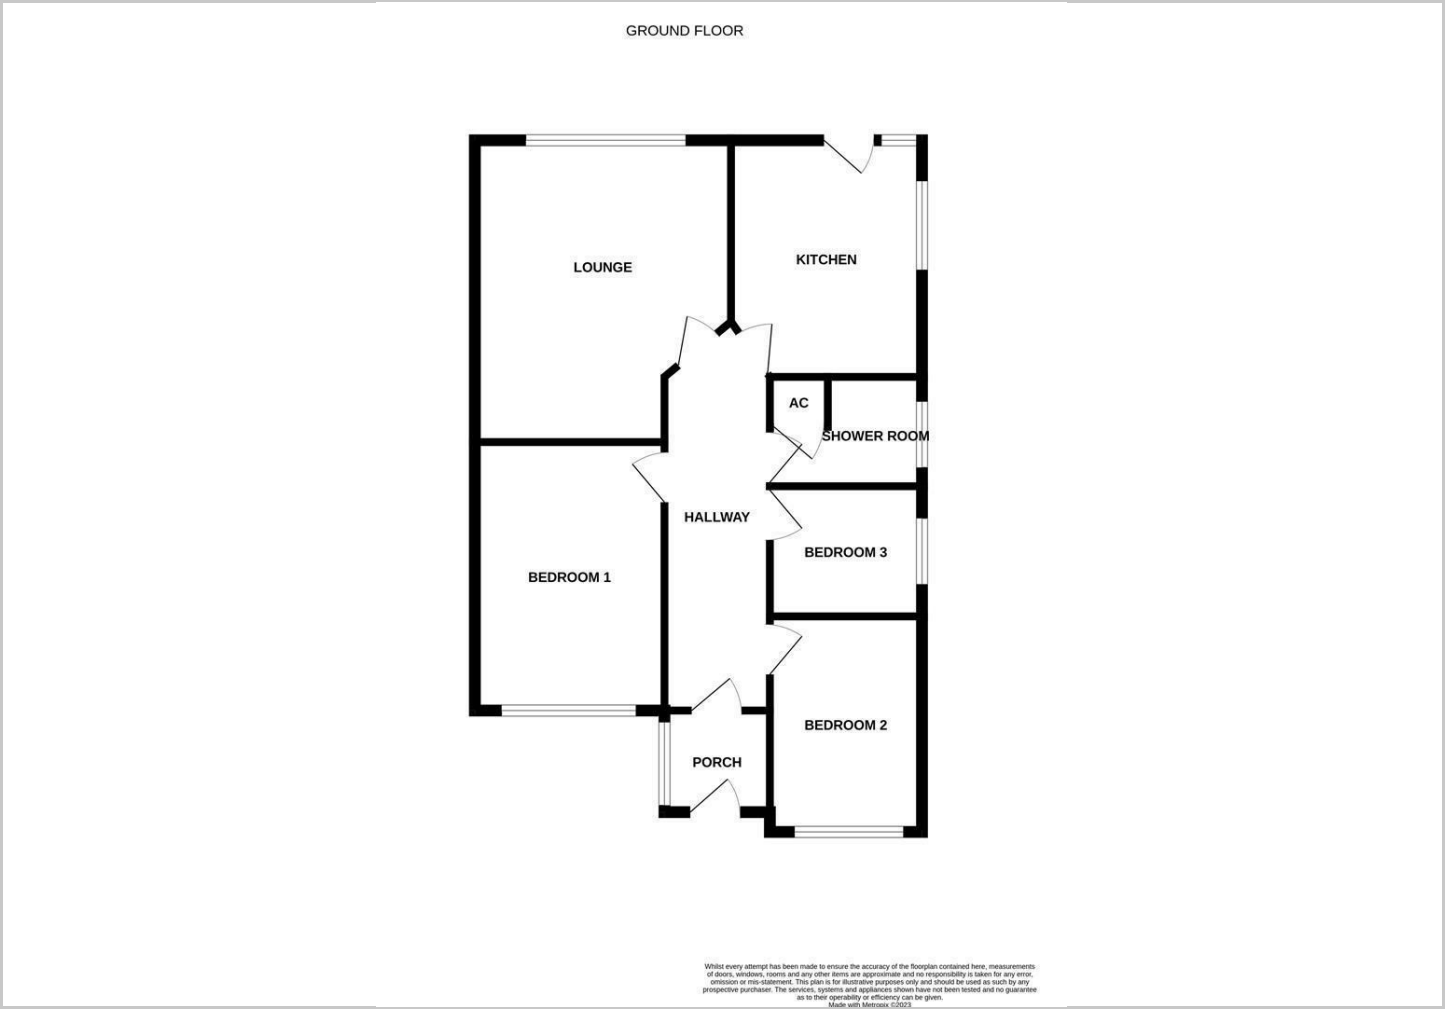 GROUND FLOOR
LOUNGE
KITCHEN
AC
SHOWER ROOM
HALLWAY
BEDROOM 3
BEDROOM 1
BEDROOM 2
PORCH
Whilst every attempt has been made to ensure the accuracy of the floorplan contained here, measurements
of doors, windows, rooms and any other items are approximate and no responsibility is taken for any error,
omission or mis-statement. This plan is for illustrative purposes only and should be used as such by any
prospective purchaser. The services, systems and appliances shown have not been tested and no guarantee
as to their operability or efficiency can be given.
Made with Metropix ©2023